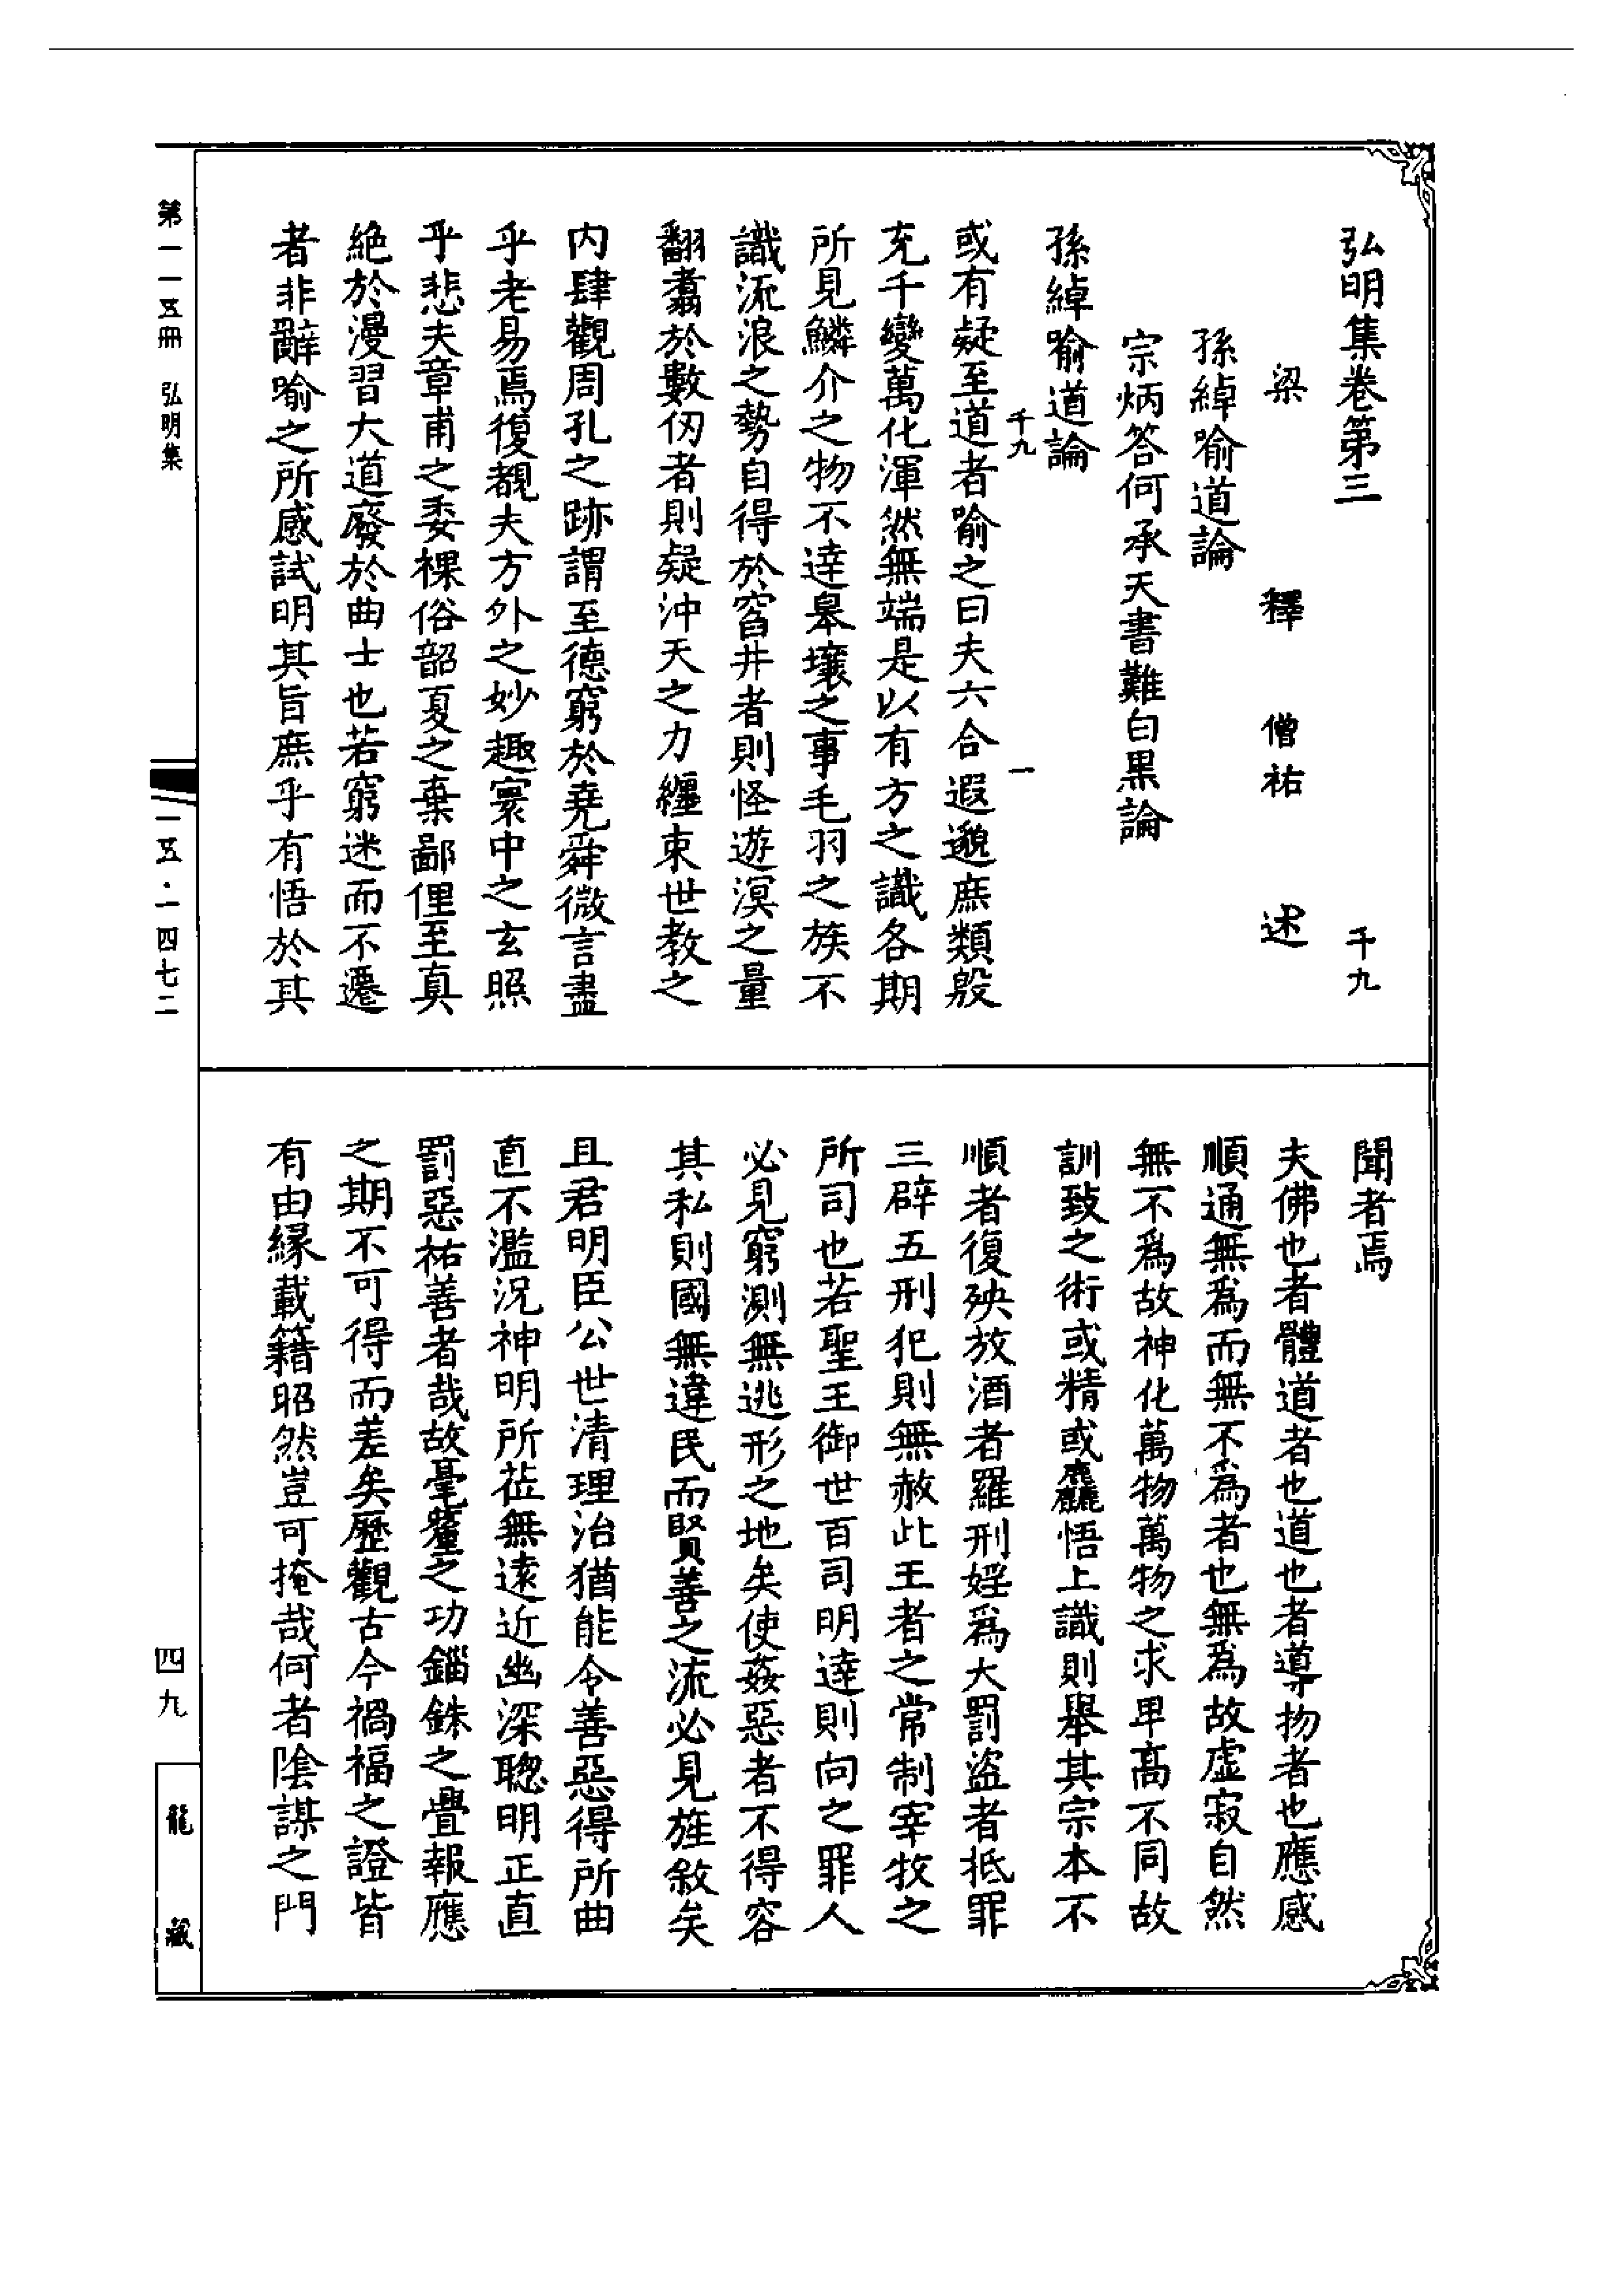 弘明集卷第三　千九
梁　釋　僧祐　述
孫綽喻道論
宗炳答何承天書難白黑論
孫綽喻道論
千九　一
或有疑至道者喻之曰夫六合遐邈庶類殷
充千變萬化渾然無端是以有方之識各期
所見鱗介之物不達皋壤之事毛羽之族不
識流浪之勢自得於窞井者則怪遊溟之量
翻翥於數仞者則疑沖天之力纏束世教之
内肆觀周孔之跡謂至德窮於堯舜微言盡
乎老易焉復覩夫方外之妙趣寰中之玄照
乎悲夫章甫之委裸俗韶夏之棄鄙俚至真
絶於漫習大道廢於曲士也若窮迷而不遷
者非辭喻之所感試明其旨庶乎有悟於其
聞者焉
夫佛也者體道者也道也者導物者也應感
順通無爲而無不爲者也無爲故虚寂自然
無不爲故神化萬物萬物之求卑高不同故
訓致之術或精或麤悟上識則舉其宗本不
順者復殃放酒者羅刑婬爲大罰盜者抵罪
三辟五刑犯則無赦此王者之常制宰牧之
所司也若聖王御世百司明達則向之罪人
必見窮測無逃形之地矣使姦惡者不得容
其私則國無違民而賢善之流必見旌敘矣
且君明臣公世清理治猶能令善惡得所曲
直不濫況神明所莅無遠近幽深聰明正直
罰惡祐善者哉故毫釐之功錙銖之舋報應
之期不可得而差矣歷觀古今禍福之證皆
有由縁載籍昭然豈可掩哉何者陰謀之門
第一一五册　弘明集
一一五·一四七二
四九
龍藏